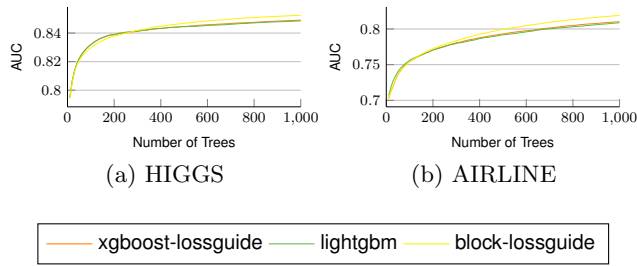 AUC
0.84
0.82
0.8
0 200 400 600 800 1,000
Number of Trees
(a) HIGGS
AUC
0.8
0.75
0.7
0 200 400 600 800 1,000
Number of Trees
(b) AIRLINE
xgboost-lossguide lightgbm block-lossguide